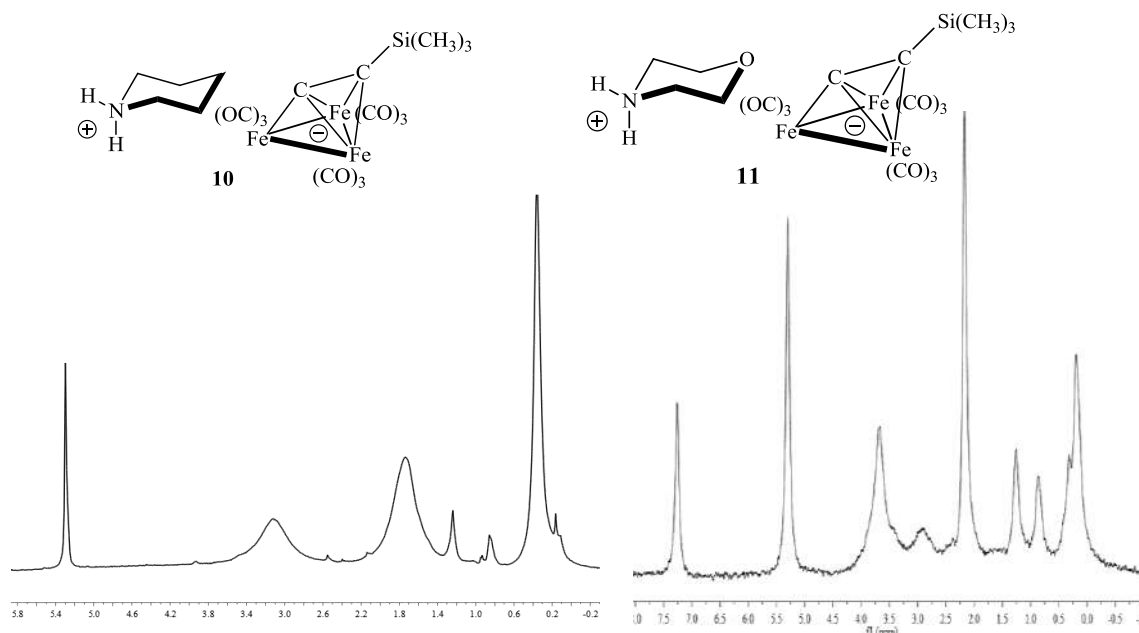 Si(CH₃)₃
C
C
H
N
H
⊕
(OC)₃
Fe
(CO)₃
⊖
Fe
Fe
(CO)₃
10
Si(CH₃)₃
O
C
C
H
N
H
⊕
(OC)₃
Fe
(CO)₃
⊖
Fe
Fe
(CO)₃
11
5.8 5.4 5.0 4.6 4.2 3.8 3.4 3.0 2.6 2.2 1.8 1.4 1.0 0.6 0.2 -0.2
8.0 7.5 7.0 6.5 6.0 5.5 5.0 4.5 4.0 3.5 3.0 2.5 2.0 1.5 1.0 0.5 0.0 -0.5